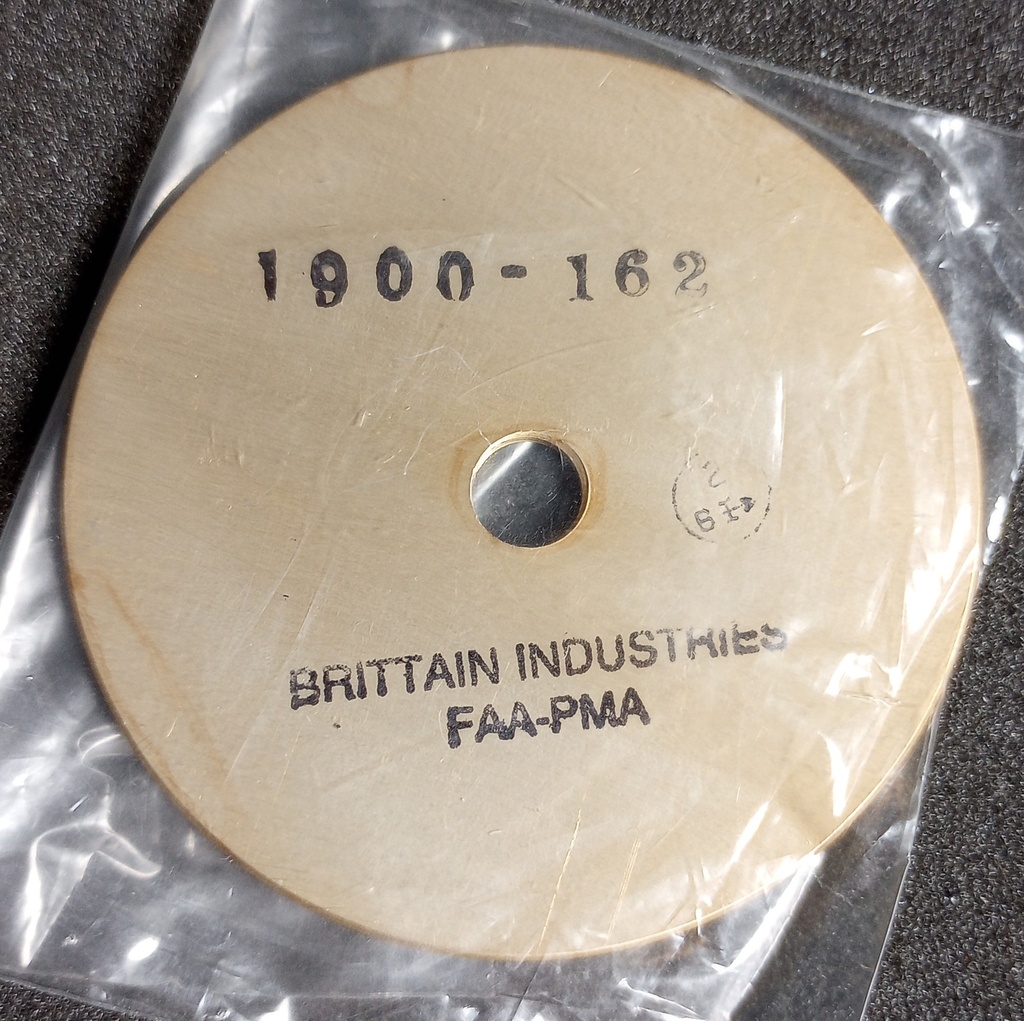 1900-162
BRITTAIN INDUSTRIES
FAA-PMA